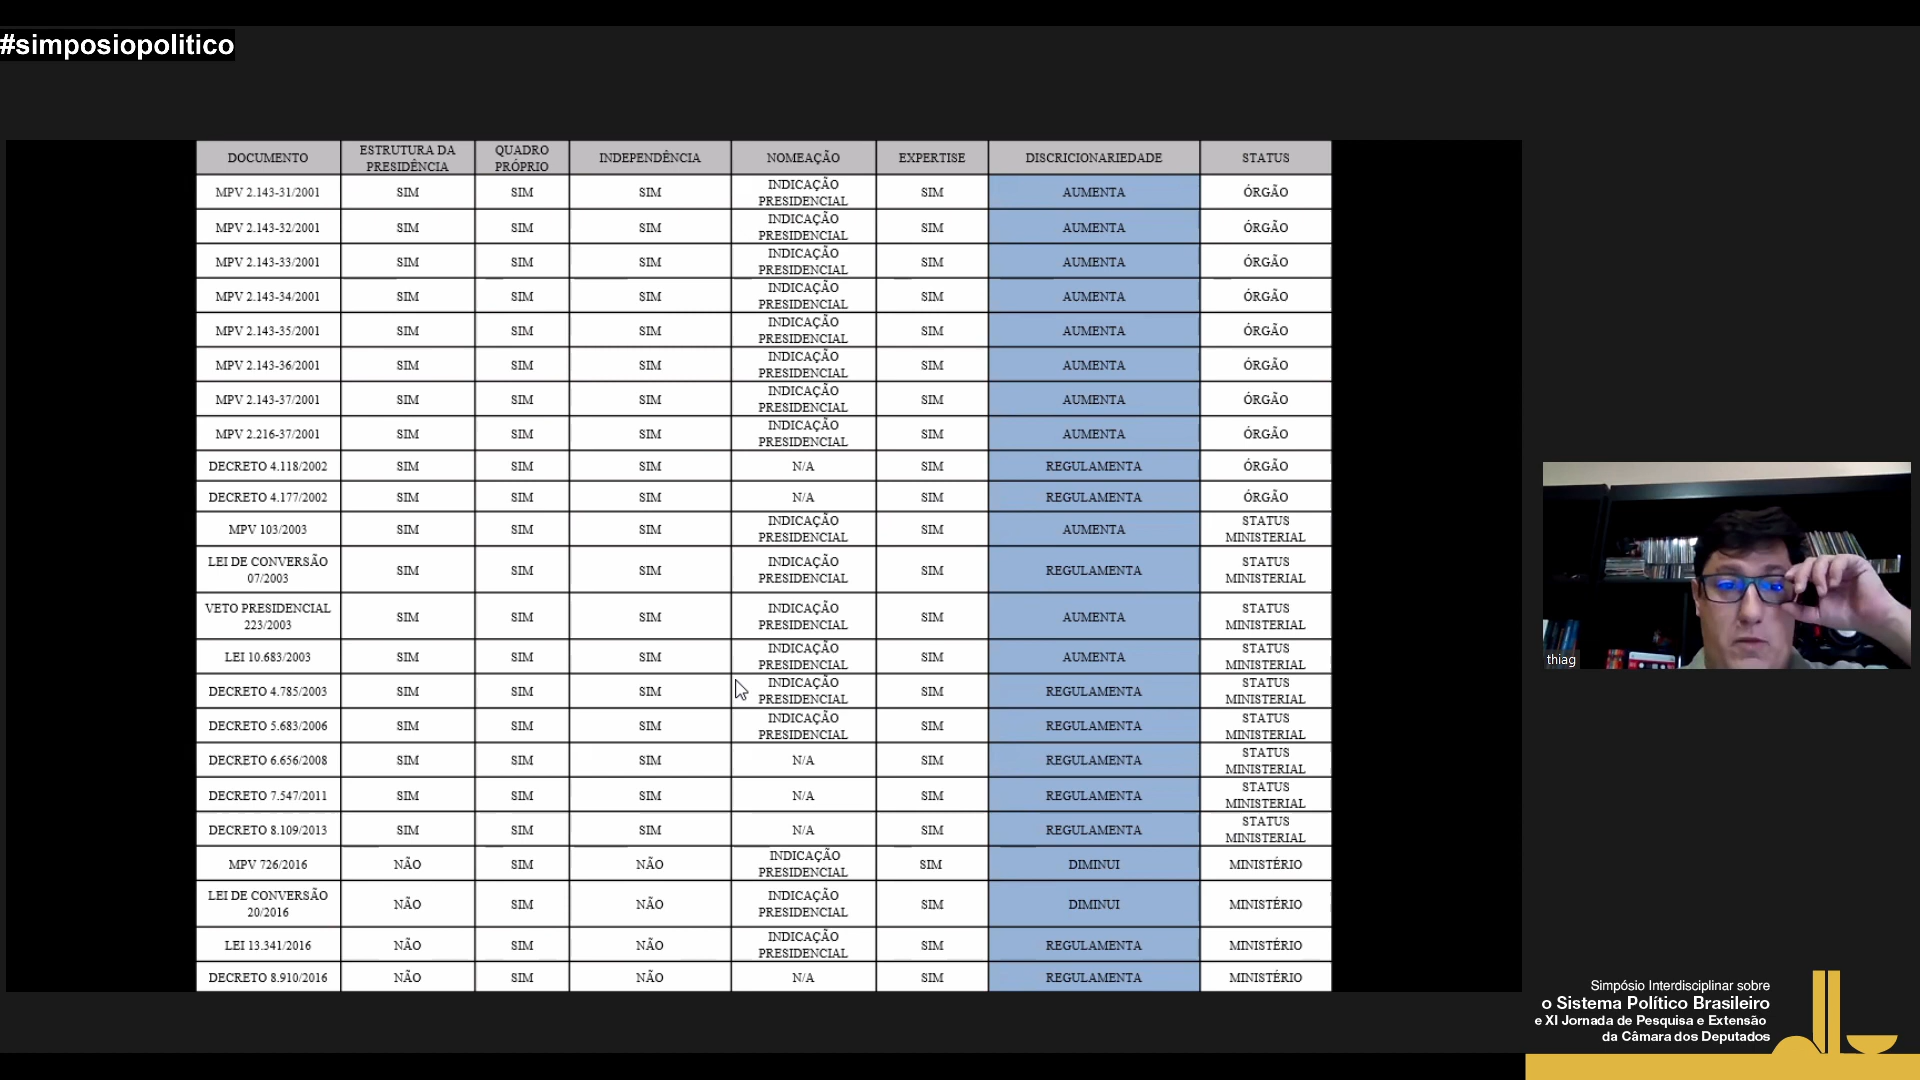 #simposiopolitico
DOCUMENTO ESTRUTURA DA PRESIDÊNCIA QUADRO PRÓPRIO INDEPENDÊNCIA NOMEAÇÃO EXPERTISE DISCRICIONARIEDADE STATUS
MPV 2.143-31/2001 SIM SIM SIM INDICAÇÃO PRESIDENCIAL SIM AUMENTA ÓRGÃO
MPV 2.143-32/2001 SIM SIM SIM INDICAÇÃO PRESIDENCIAL SIM AUMENTA ÓRGÃO
MPV 2.143-33/2001 SIM SIM SIM INDICAÇÃO PRESIDENCIAL SIM AUMENTA ÓRGÃO
MPV 2.143-34/2001 SIM SIM SIM INDICAÇÃO PRESIDENCIAL SIM AUMENTA ÓRGÃO
MPV 2.143-35/2001 SIM SIM SIM INDICAÇÃO PRESIDENCIAL SIM AUMENTA ÓRGÃO
MPV 2.143-36/2001 SIM SIM SIM INDICAÇÃO PRESIDENCIAL SIM AUMENTA ÓRGÃO
MPV 2.143-37/2001 SIM SIM SIM INDICAÇÃO PRESIDENCIAL SIM AUMENTA ÓRGÃO
MPV 2.216-37/2001 SIM SIM SIM INDICAÇÃO PRESIDENCIAL SIM AUMENTA ÓRGÃO
DECRETO 4.118/2002 SIM SIM SIM N/A SIM REGULAMENTA ÓRGÃO
DECRETO 4.177/2002 SIM SIM SIM N/A SIM REGULAMENTA ÓRGÃO
MPV 103/2003 SIM SIM SIM INDICAÇÃO PRESIDENCIAL SIM AUMENTA STATUS MINISTERIAL
LEI DE CONVERSÃO 07/2003 SIM SIM SIM INDICAÇÃO PRESIDENCIAL SIM REGULAMENTA STATUS MINISTERIAL
VETO PRESIDENCIAL 223/2003 SIM SIM SIM INDICAÇÃO PRESIDENCIAL SIM AUMENTA STATUS MINISTERIAL
LEI 10.683/2003 SIM SIM SIM INDICAÇÃO PRESIDENCIAL SIM AUMENTA STATUS MINISTERIAL
DECRETO 4.785/2003 SIM SIM SIM INDICAÇÃO PRESIDENCIAL SIM REGULAMENTA STATUS MINISTERIAL
DECRETO 5.683/2006 SIM SIM SIM INDICAÇÃO PRESIDENCIAL SIM REGULAMENTA STATUS MINISTERIAL
DECRETO 6.656/2008 SIM SIM SIM N/A SIM REGULAMENTA STATUS MINISTERIAL
DECRETO 7.547/2011 SIM SIM SIM N/A SIM REGULAMENTA STATUS MINISTERIAL
DECRETO 8.109/2013 SIM SIM SIM N/A SIM REGULAMENTA STATUS MINISTERIAL
MPV 726/2016 NÃO SIM NÃO INDICAÇÃO PRESIDENCIAL SIM DIMINUI MINISTÉRIO
LEI DE CONVERSÃO 20/2016 NÃO SIM NÃO INDICAÇÃO PRESIDENCIAL SIM DIMINUI MINISTÉRIO
LEI 13.341/2016 NÃO SIM NÃO INDICAÇÃO PRESIDENCIAL SIM REGULAMENTA MINISTÉRIO
DECRETO 8.910/2016 NÃO SIM NÃO N/A SIM REGULAMENTA MINISTÉRIO
thiag
Simpósio Interdisciplinar sobre
o Sistema Político Brasileiro
e XI Jornada de Pesquisa e Extensão
da Câmara dos Deputados